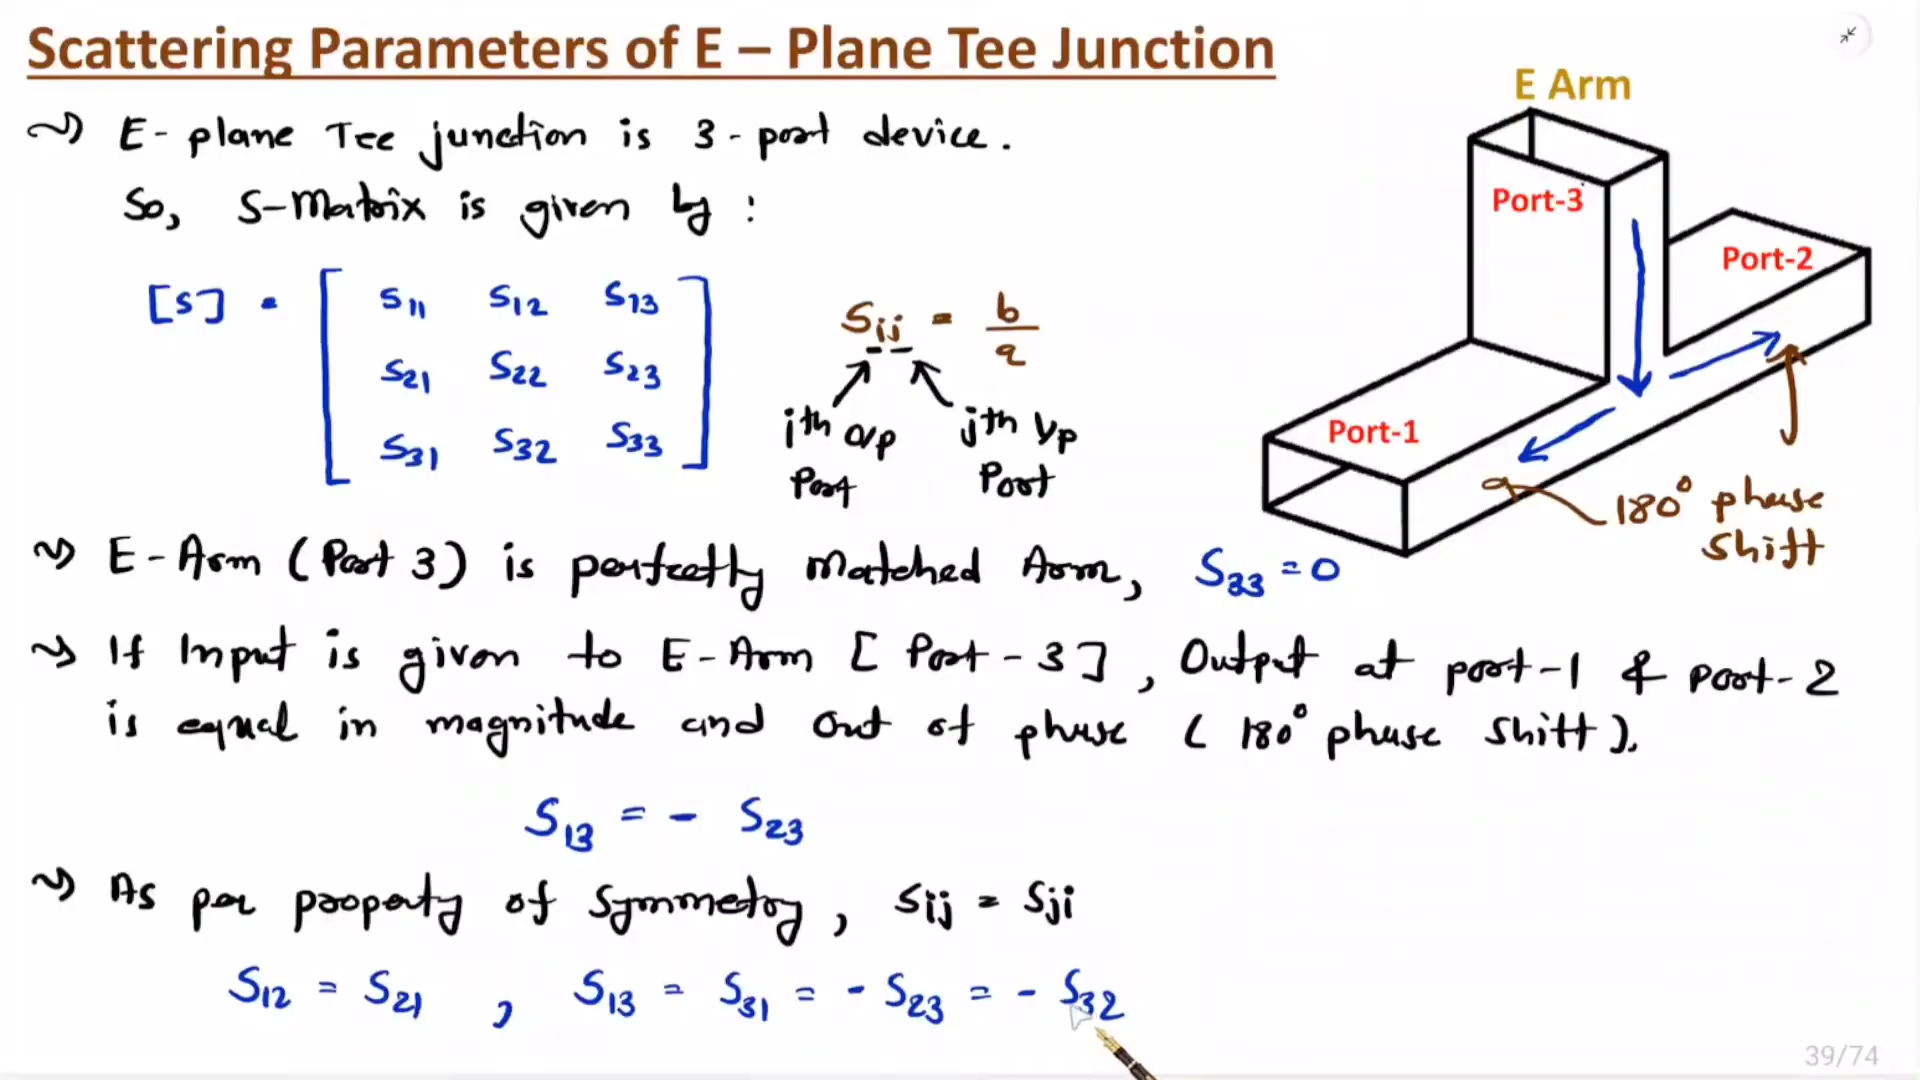 Scattering Parameters of E – Plane Tee Junction
E Arm
Port-3
Port-2
Port-1
180° phase
shift
E-plane Tee junction is 3-port device.
So, S-Matrix is given by :
[S] = [ S11 S12 S13
S21 S22 S23
S31 S32 S33 ]
Sij = b/a
ith o/p
Port
jth I/p
Port
E-Arm (Port 3) is perfectly Matched Arm, S33 = 0
If Input is given to E-Arm [Port-3], Output at port-1 & port-2
is equal in magnitude and out of phase (180° phase shift).
S13 = - S23
As per property of Symmetry, Sij = Sji
S12 = S21 , S13 = S31 = - S23 = - S32
39/74